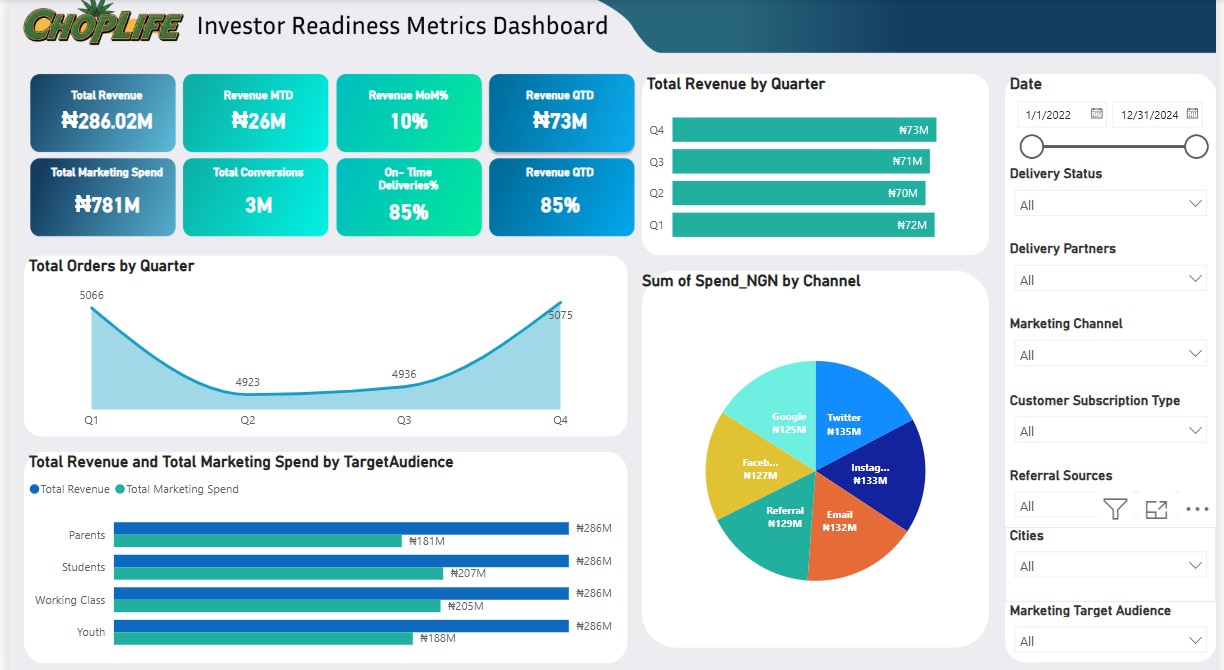 CHOPLIFE
Investor Readiness Metrics Dashboard
Total Revenue
₦286.02M
Revenue MTD
₦26M
Revenue MoM%
10%
Revenue QTD
₦73M
Total Marketing Spend
₦781M
Total Conversions
3M
On- Time
Deliveries%
85%
Revenue QTD
85%
Total Revenue by Quarter
Q4
₦73M
Q3
₦71M
Q2
₦70M
Q1
₦72M
Total Orders by Quarter
5066
4923
4936
5075
Q1
Q2
Q3
Q4
Total Revenue and Total Marketing Spend by TargetAudience
Total Revenue
Total Marketing Spend
Parents
₦286M
₦181M
Students
₦286M
₦207M
Working Class
₦286M
₦205M
Youth
₦286M
₦188M
Sum of Spend_NGN by Channel
Google
₦125M
Twitter
₦135M
Faceb...
₦127M
Instag...
₦133M
Referral
₦129M
Email
₦132M
Date
1/1/2022
12/31/2024
Delivery Status
All
Delivery Partners
All
Marketing Channel
All
Customer Subscription Type
All
Referral Sources
All
Cities
All
Marketing Target Audience
All